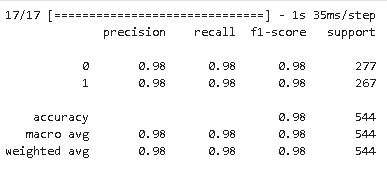 17/17 [==============================] - 1s 35ms/step
precision recall f1-score support
0 0.98 0.98 0.98 277
1 0.98 0.98 0.98 267
accuracy 0.98 544
macro avg 0.98 0.98 0.98 544
weighted avg 0.98 0.98 0.98 544